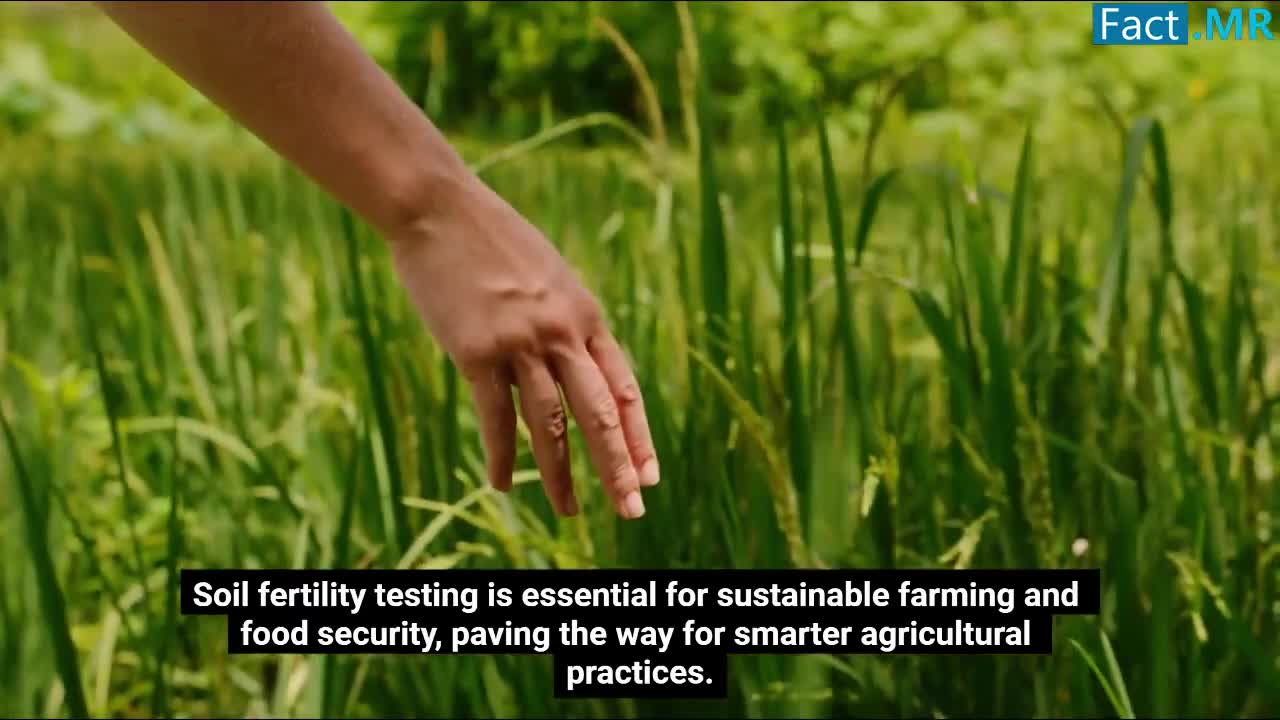 Fact.MR
Soil fertility testing is essential for sustainable farming and
food security, paving the way for smarter agricultural
practices.